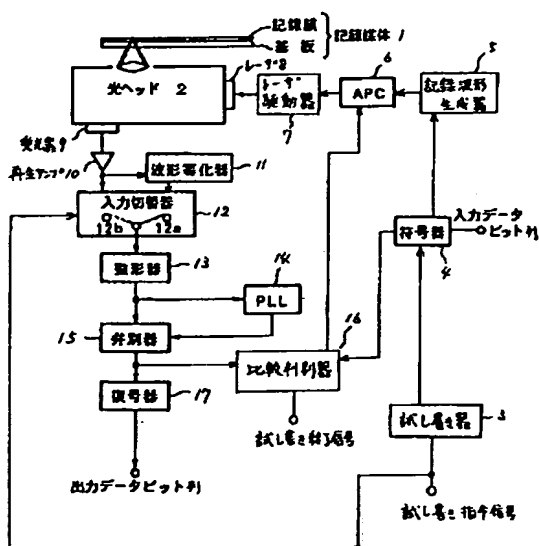 記録膜
基板
記録媒体 1
レーザ8
光ヘッド 2
レーザ
駆動器
7
6
APC
5
記録波形
生成器
受光素子9
再生アンプ10
波形等化器
11
入力切替器
12b 12a
12
整形器
13
PLL
14
弁別器
15
復号器
17
出力データビット列
比較判別器
16
試し書き終了信号
符号器
4
入力データ
ビット列
試し書き器
3
試し書き指令信号